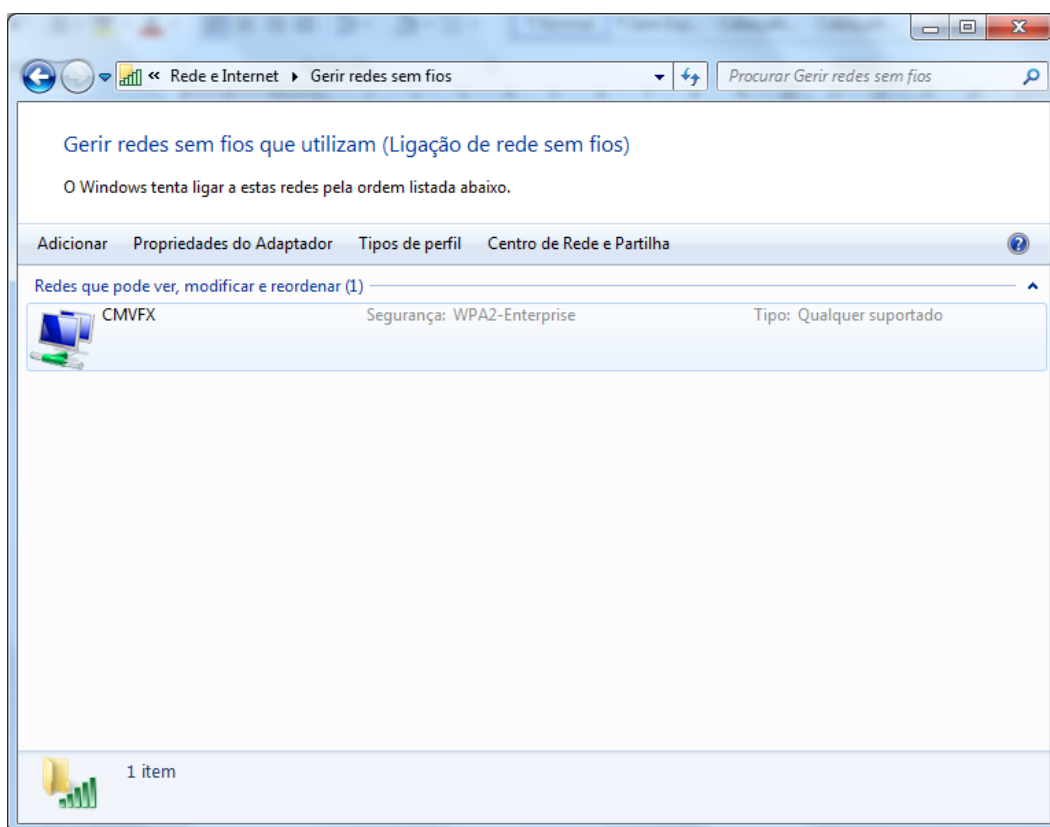 « Rede e Internet Gerir redes sem fios Procurar Gerir redes sem fios
Gerir redes sem fios que utilizam (Ligação de rede sem fios)
O Windows tenta ligar a estas redes pela ordem listada abaixo.
Adicionar Propriedades do Adaptador Tipos de perfil Centro de Rede e Partilha
Redes que pode ver, modificar e reordenar (1)
CMVFX Segurança: WPA2-Enterprise Tipo: Qualquer suportado
1 item